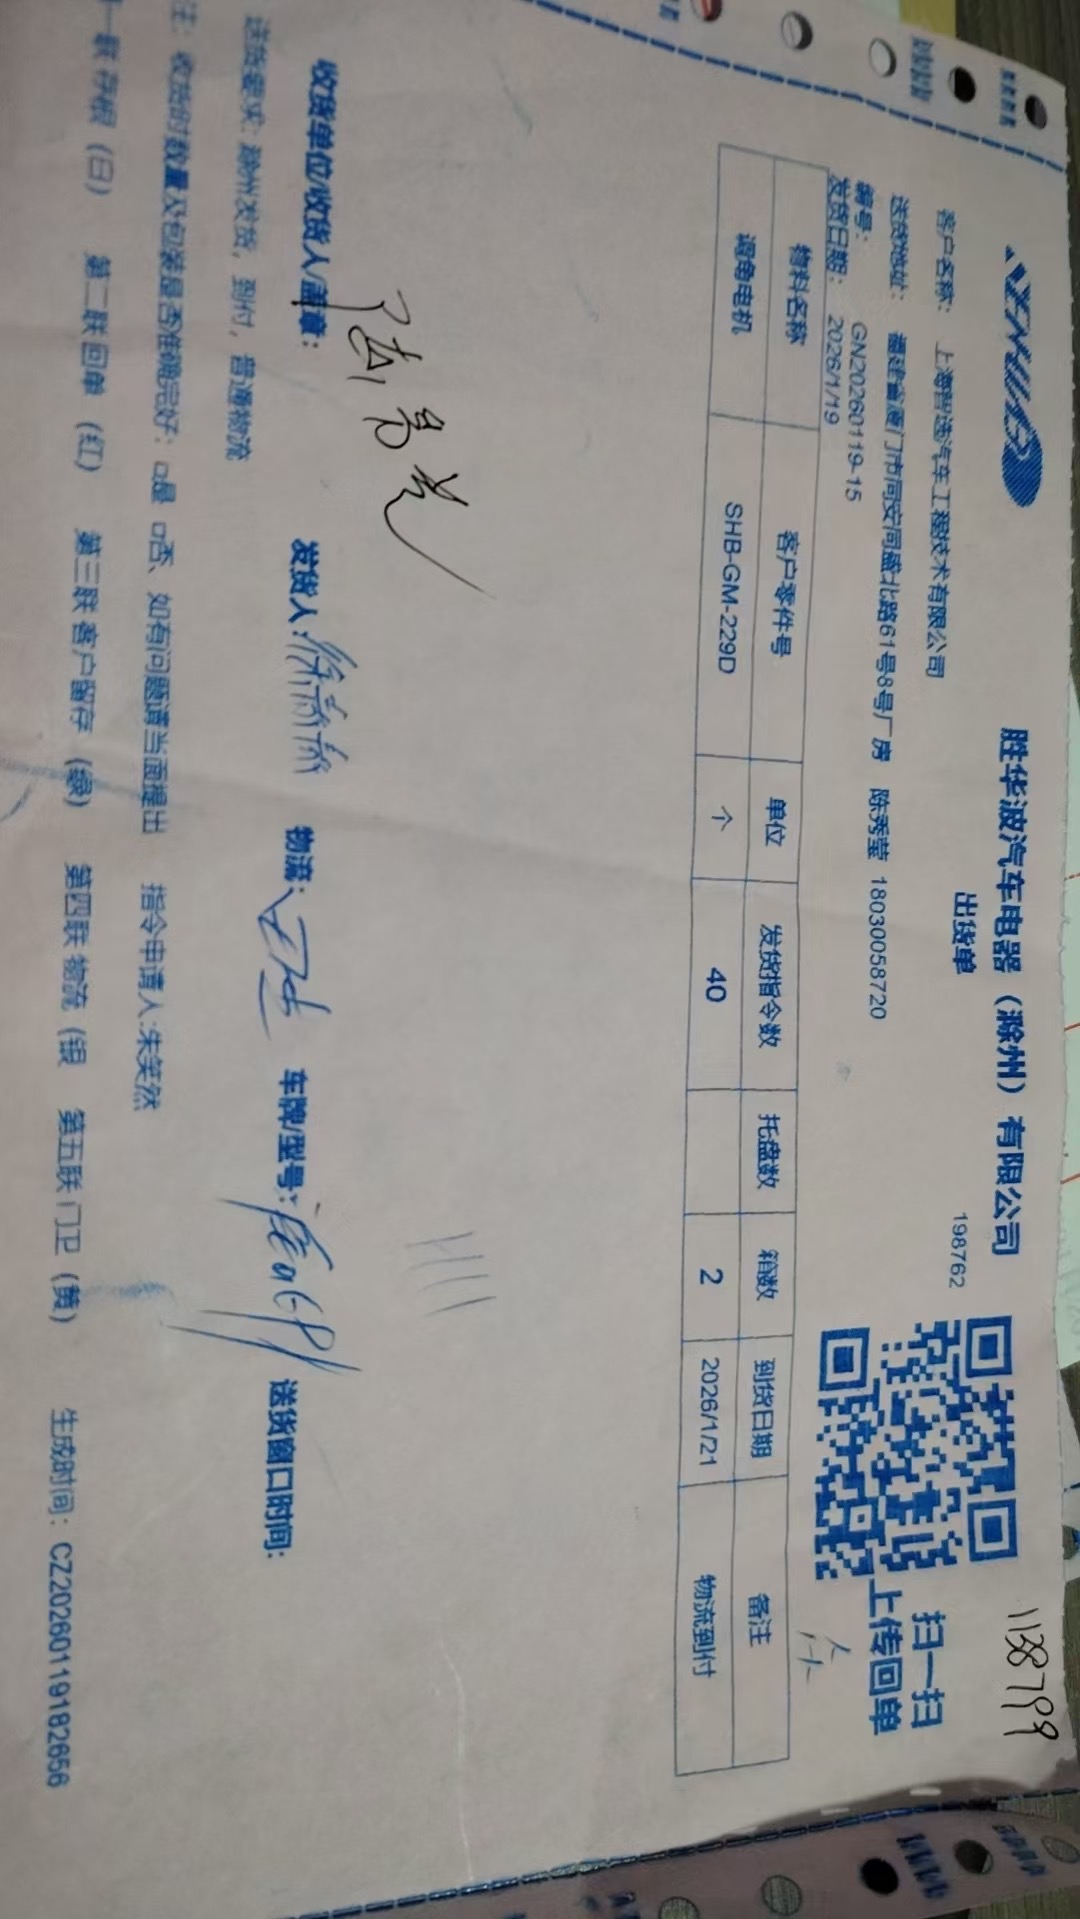 胜华波汽车电器（滁州）有限公司
1138799
出货单
198762
扫一扫
上传回单
客户名称： 上海智选汽车工程技术有限公司
送货地址： 福建省厦门市同安同盛北路61号8号厂房 陈秀莹 18030058720
编号： GN20260119-15
发货日期： 2026/1/19
物料名称 客户零件号 单位 发货指令数 托盘数 箱数 到货日期 备注
调角电机 SHB-GM-229D 个 40 2 2026/1/21 物流到付
收货单位/收货人/盖章： 发货人： 物流： 车牌/型号： 送货窗口时间：
送货要求：滁州发货，到付，普通物流
注：收货时数量及包装是否准确完好：□是 □否、如有问题请当面提出 指令申请人:朱笑然
一联 存根（白） 第二联 回单（红） 第三联 客户留存（绿） 第四联 物流（银 第五联 门卫（黄） 生成时间：CZ20260119182656